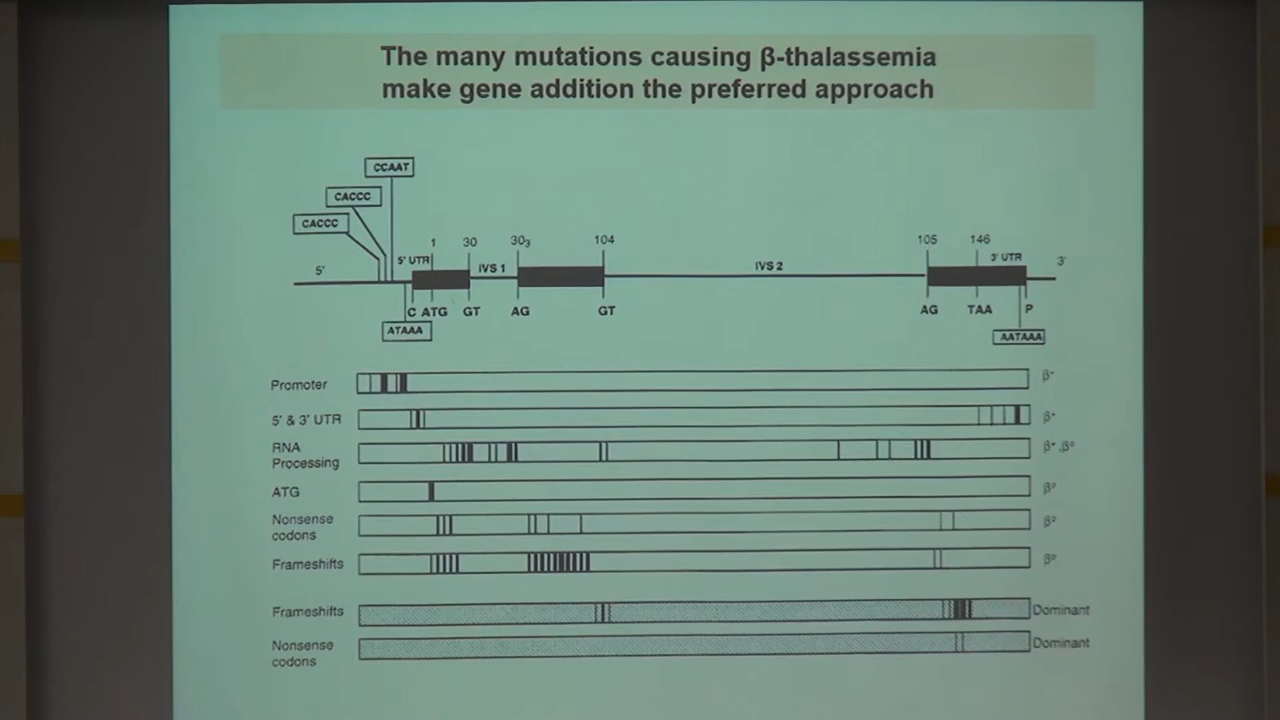 The many mutations causing β-thalassemia
make gene addition the preferred approach
CCAAT
CACCC
CACCC
1 30 30₃ 104 105 146
5' 5' UTR IVS 1 IVS 2 3' UTR 3'
C ATG GT AG GT AG TAA P
ATAAA AATAAA
Promoter β⁺
5' & 3' UTR β⁺
RNA β⁺,β⁰
Processing
ATG β⁰
Nonsense β⁰
codons
Frameshifts β⁰
Frameshifts Dominant
Nonsense Dominant
codons